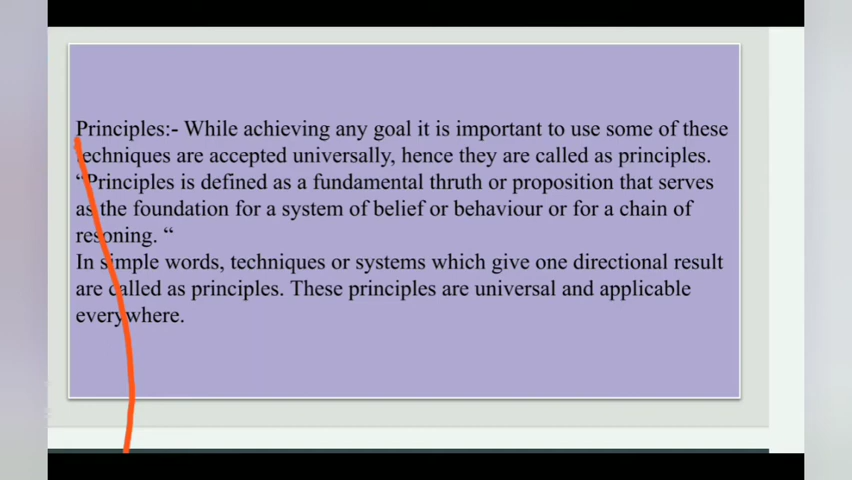 Principles:- While achieving any goal it is important to use some of these
techniques are accepted universally, hence they are called as principles.
“Principles is defined as a fundamental thruth or proposition that serves
as the foundation for a system of belief or behaviour or for a chain of
resoning. “
In simple words, techniques or systems which give one directional result
are called as principles. These principles are universal and applicable
everywhere.